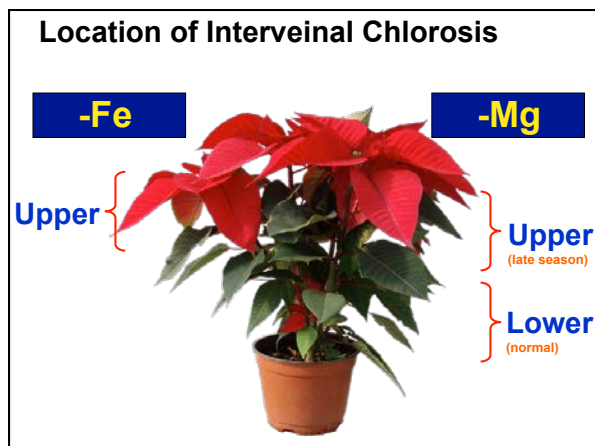 Location of Interveinal Chlorosis
-Fe
-Mg
Upper
Upper
(late season)
Lower
(normal)